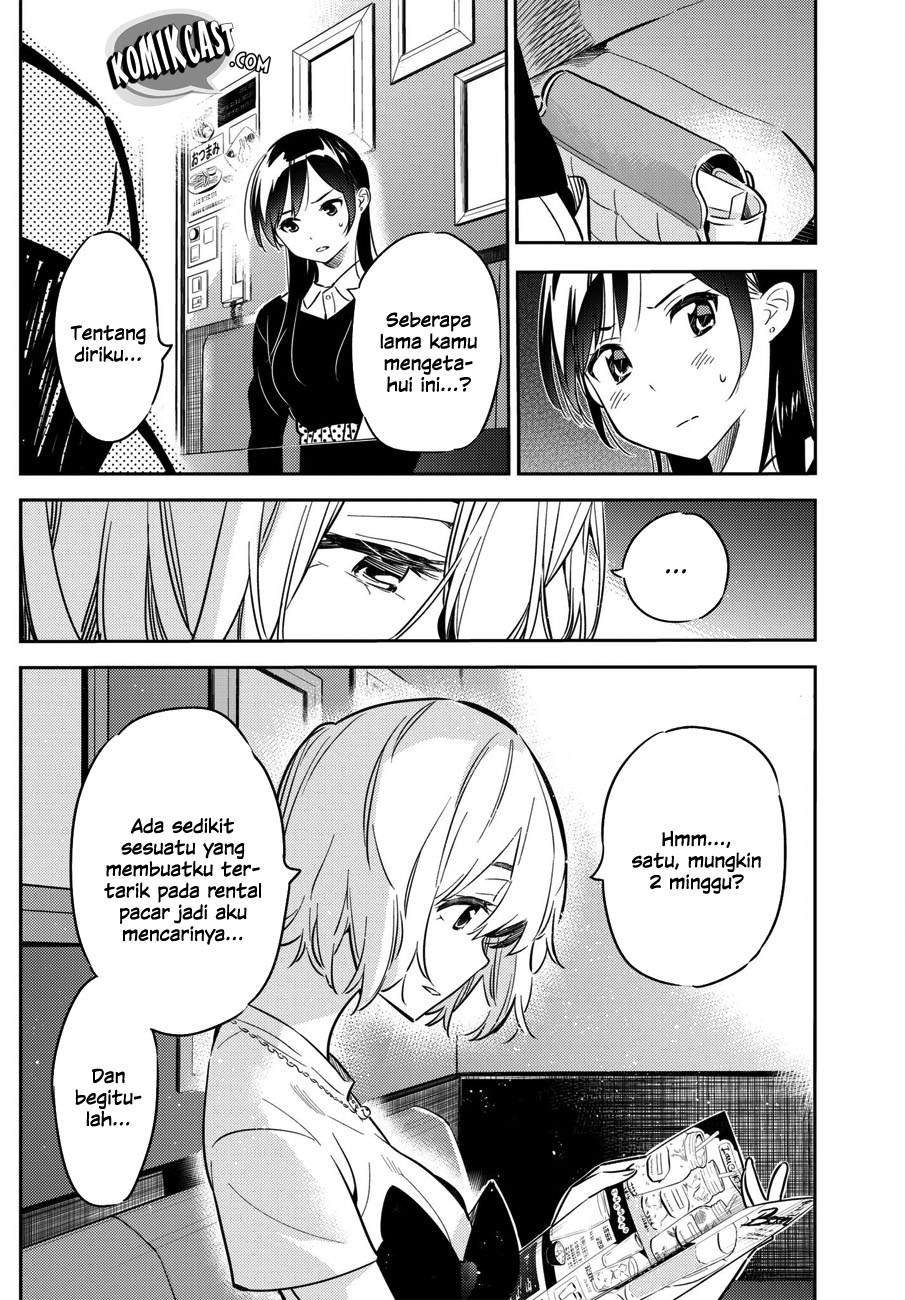 KOMIKCAST
.COM
おつまみ
Seberapa
lama kamu
mengeta-
hui ini...?
Tentang
diriku...
...
Hmm...,
satu, mungkin
2 minggu?
Ada sedikit
sesuatu yang
membuatku ter-
tarik pada rental
pacar jadi aku
mencarinya...
Dan
begitu-
lah...